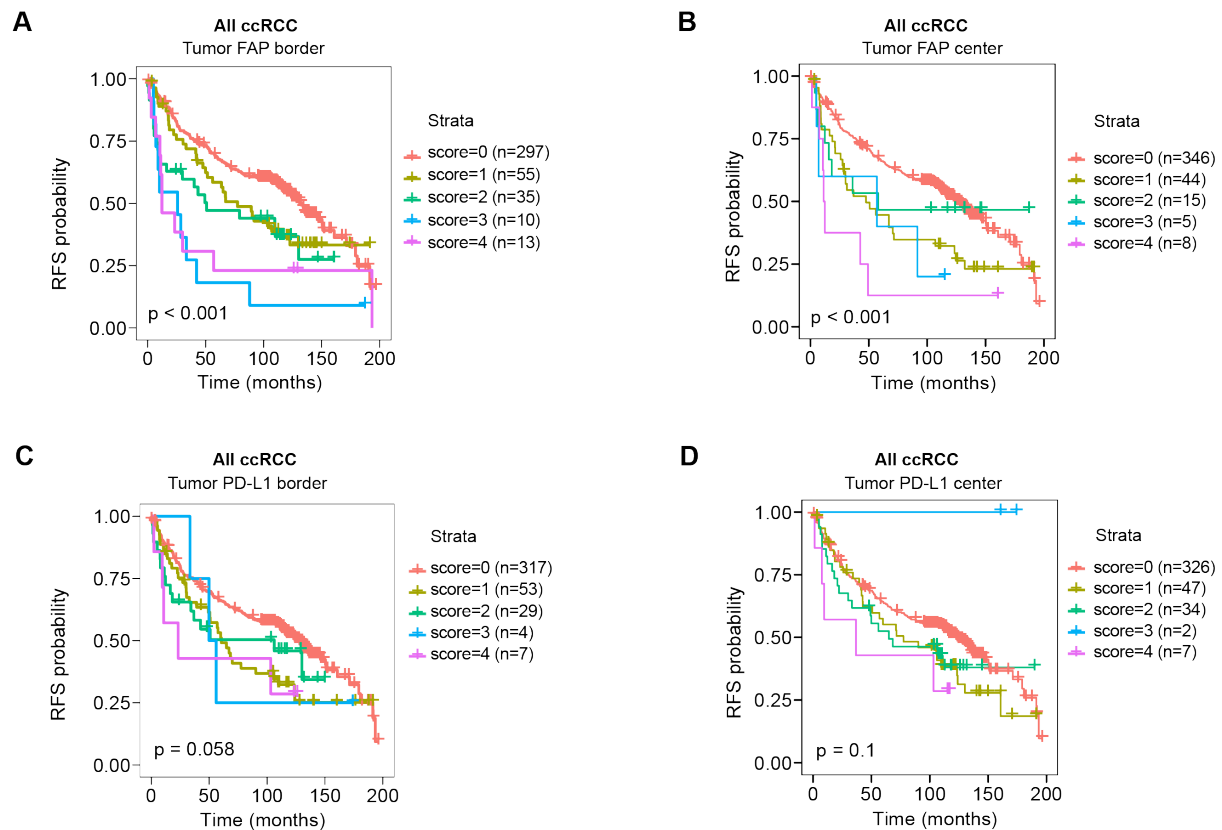 A
All ccRCC
Tumor FAP border
RFS probability
1.00
0.75
0.50
0.25
0.00
p < 0.001
0 50 100 150 200
Time (months)
Strata
score=0 (n=297)
score=1 (n=55)
score=2 (n=35)
score=3 (n=10)
score=4 (n=13)
B
All ccRCC
Tumor FAP center
RFS probability
1.00
0.75
0.50
0.25
0.00
p < 0.001
0 50 100 150 200
Time (months)
Strata
score=0 (n=346)
score=1 (n=44)
score=2 (n=15)
score=3 (n=5)
score=4 (n=8)
C
All ccRCC
Tumor PD-L1 border
RFS probability
1.00
0.75
0.50
0.25
0.00
p = 0.058
0 50 100 150 200
Time (months)
Strata
score=0 (n=317)
score=1 (n=53)
score=2 (n=29)
score=3 (n=4)
score=4 (n=7)
D
All ccRCC
Tumor PD-L1 center
RFS probability
1.00
0.75
0.50
0.25
0.00
p = 0.1
0 50 100 150 200
Time (months)
Strata
score=0 (n=326)
score=1 (n=47)
score=2 (n=34)
score=3 (n=2)
score=4 (n=7)